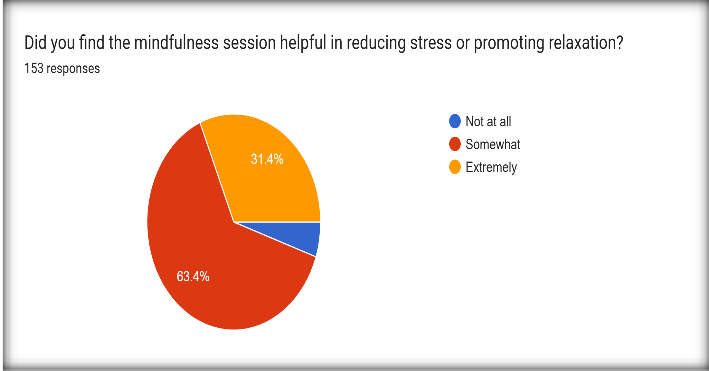 Did you find the mindfulness session helpful in reducing stress or promoting relaxation?
153 responses
Not at all
Somewhat
Extremely
31.4%
63.4%